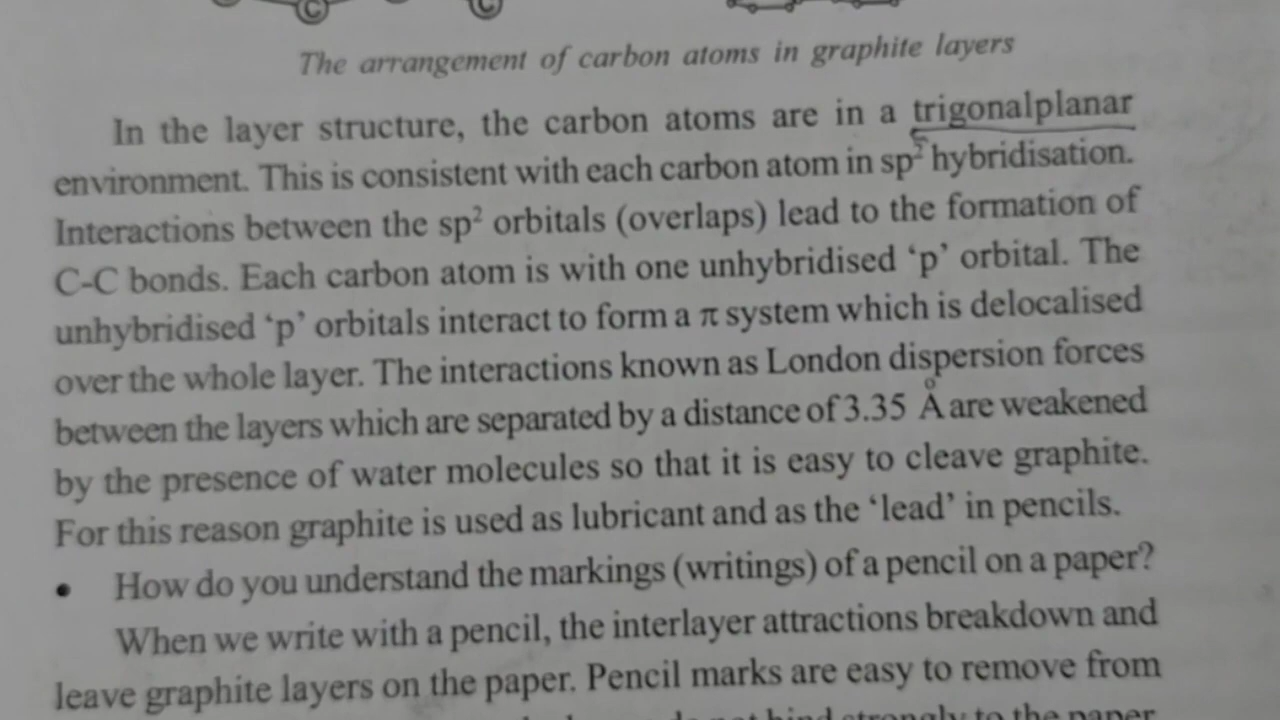 C C
The arrangement of carbon atoms in graphite layers
In the layer structure, the carbon atoms are in a trigonalplanar
environment. This is consistent with each carbon atom in sp² hybridisation.
Interactions between the sp² orbitals (overlaps) lead to the formation of
C-C bonds. Each carbon atom is with one unhybridised ‘p’ orbital. The
unhybridised ‘p’ orbitals interact to form a π system which is delocalised
over the whole layer. The interactions known as London dispersion forces
between the layers which are separated by a distance of 3.35 Å are weakened
by the presence of water molecules so that it is easy to cleave graphite.
For this reason graphite is used as lubricant and as the ‘lead’ in pencils.
• How do you understand the markings (writings) of a pencil on a paper?
When we write with a pencil, the interlayer attractions breakdown and
leave graphite layers on the paper. Pencil marks are easy to remove from
not bind strongly to the paper